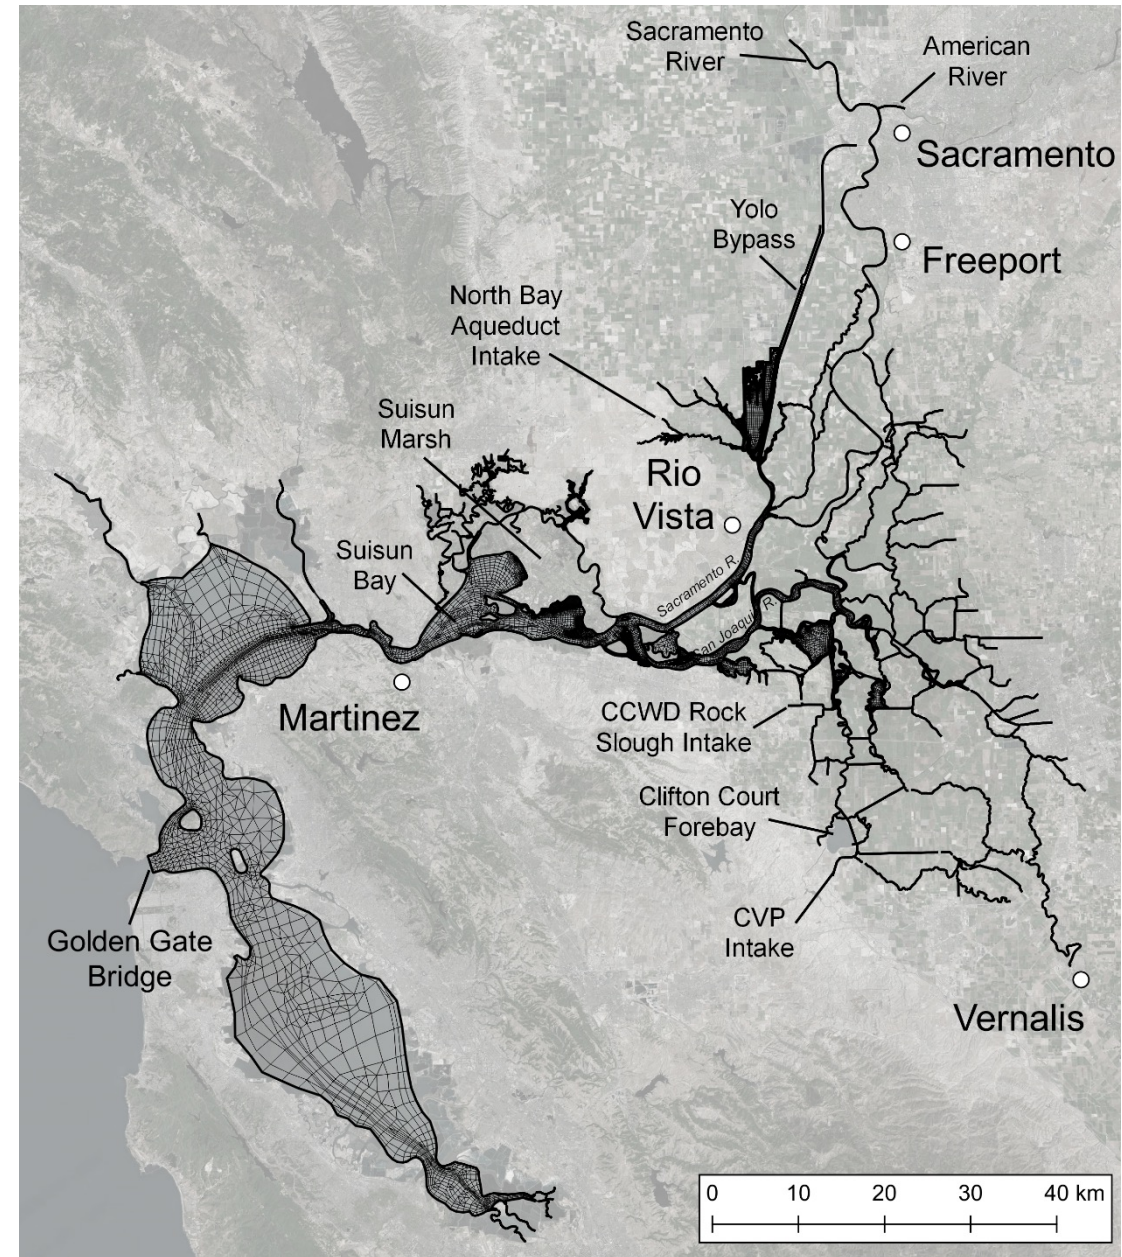 Sacramento
River
American
River
Sacramento
Yolo
Bypass
Freeport
North Bay
Aqueduct
Intake
Suisun
Marsh
Rio
Vista
Suisun
Bay
Sacramento R.
San Joaquin R.
Martinez
CCWD Rock
Slough Intake
Clifton Court
Forebay
CVP
Intake
Golden Gate
Bridge
Vernalis
0 10 22 30 40 km